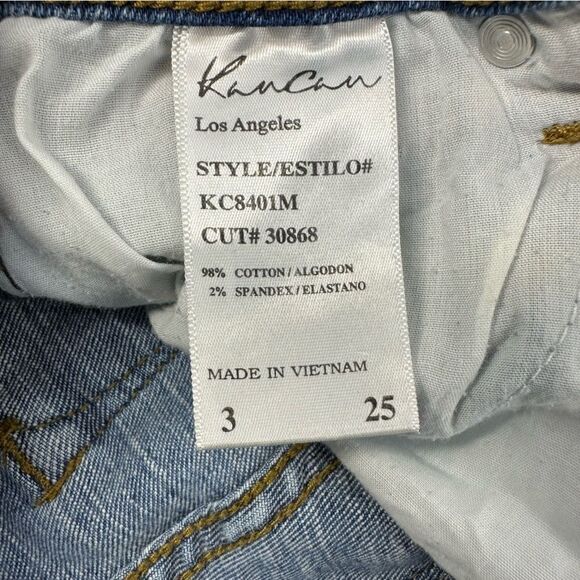 KanCan
Los Angeles
STYLE/ESTILO#
KC8401M
CUT# 30868
98% COTTON/ALGODON
2% SPANDEX/ELASTANO
MADE IN VIETNAM
3 25